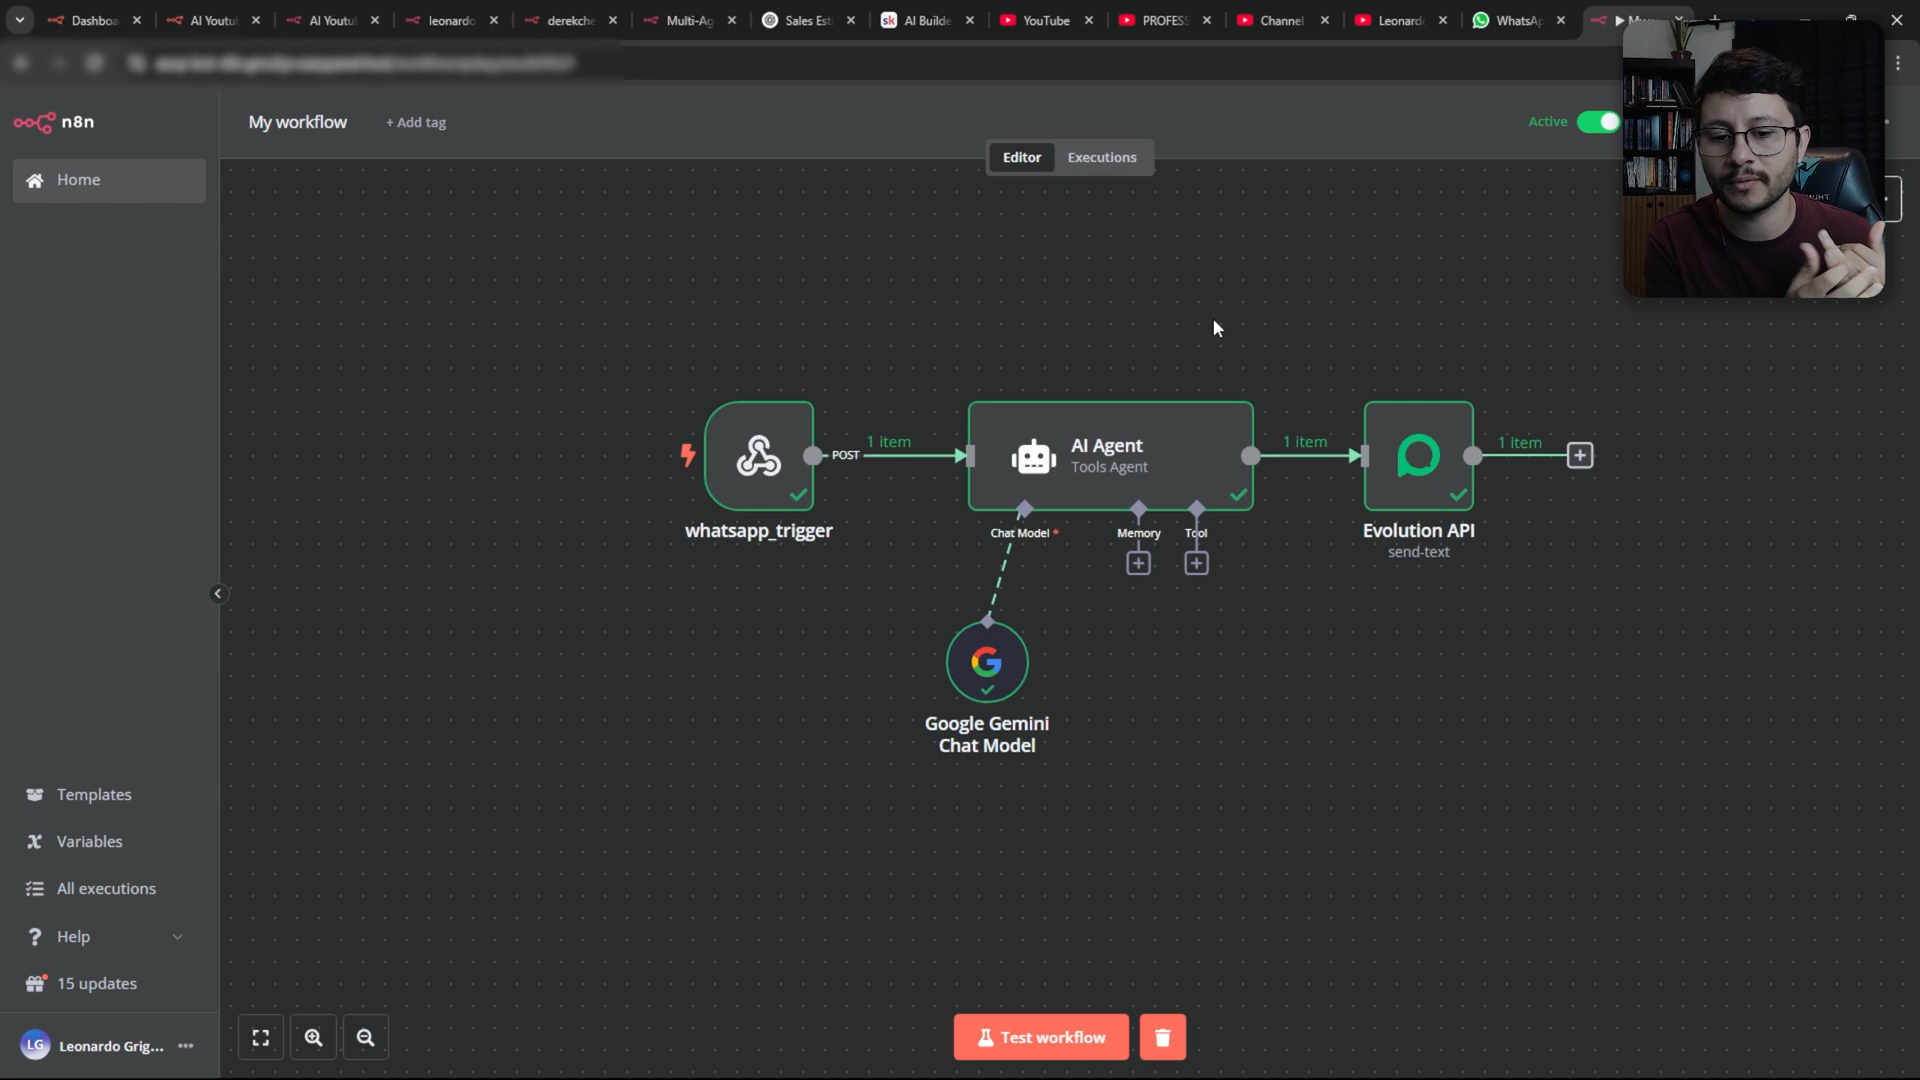 Dashboa
AI Youtu
AI Youtu
leonardo
derekche
Multi-Ag
Sales Est
AI Builde
YouTube
PROFESS
Channel
Leonard
WhatsAp
n8n
My workflow
+ Add tag
Active
Editor
Executions
Home
1 item
POST
AI Agent
Tools Agent
1 item
1 item
whatsapp_trigger
Chat Model *
Memory
Tool
Evolution API
send-text
Google Gemini
Chat Model
Templates
Variables
All executions
Help
15 updates
LG
Leonardo Grig...
Test workflow